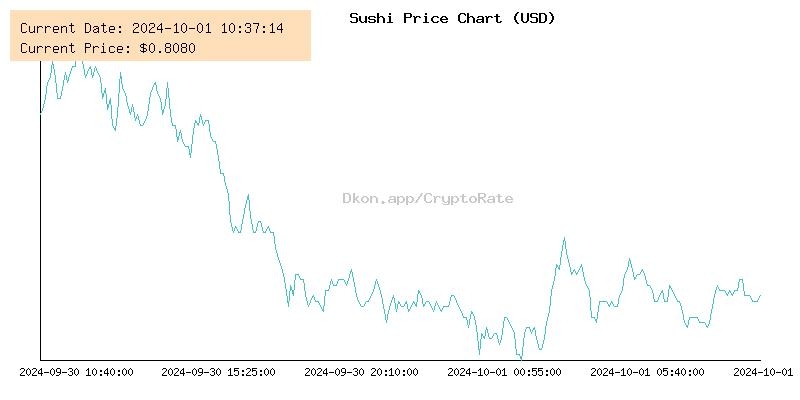 Sushi Price Chart (USD)
Current Date: 2024-10-01 10:37:14
Current Price: $0.8080
Dkon.app/CryptoRate
2024-09-30 10:40:00 2024-09-30 15:25:00 2024-09-30 20:10:00 2024-10-01 00:55:00 2024-10-01 05:40:00 2024-10-01